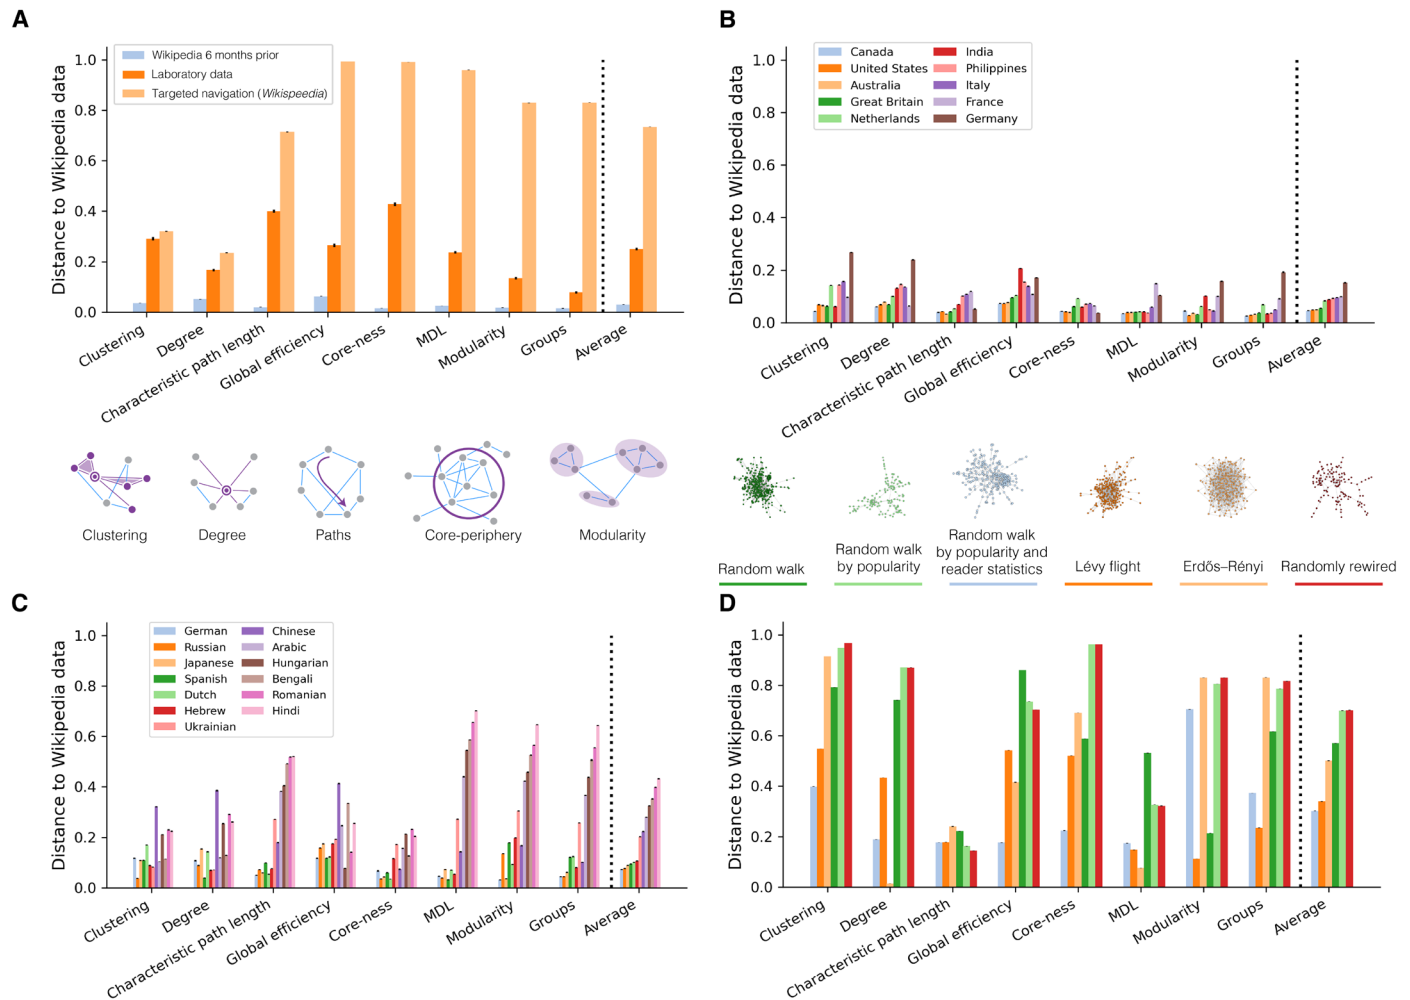 A
Distance to Wikipedia data
1.0
0.8
0.6
0.4
0.2
0.0
Wikipedia 6 months prior
Laboratory data
Targeted navigation (Wikispeedia)
Clustering
Degree
Characteristic path length
Global efficiency
Core-ness
MDL
Modularity
Groups
Average
B
Distance to Wikipedia data
1.0
0.8
0.6
0.4
0.2
0.0
Canada
United States
Australia
Great Britain
Netherlands
India
Philippines
Italy
France
Germany
Clustering
Degree
Characteristic path length
Global efficiency
Core-ness
MDL
Modularity
Groups
Average
Clustering
Degree
Paths
Core-periphery
Modularity
Random walk
Random walk
by popularity
Random walk
by popularity and
reader statistics
Lévy flight
Erdős–Rényi
Randomly rewired
C
Distance to Wikipedia data
1.0
0.8
0.6
0.4
0.2
0.0
German
Russian
Japanese
Spanish
Dutch
Hebrew
Ukrainian
Chinese
Arabic
Hungarian
Bengali
Romanian
Hindi
Clustering
Degree
Characteristic path length
Global efficiency
Core-ness
MDL
Modularity
Groups
Average
D
Distance to Wikipedia data
1.0
0.8
0.6
0.4
0.2
0.0
Clustering
Degree
Characteristic path length
Global efficiency
Core-ness
MDL
Modularity
Groups
Average